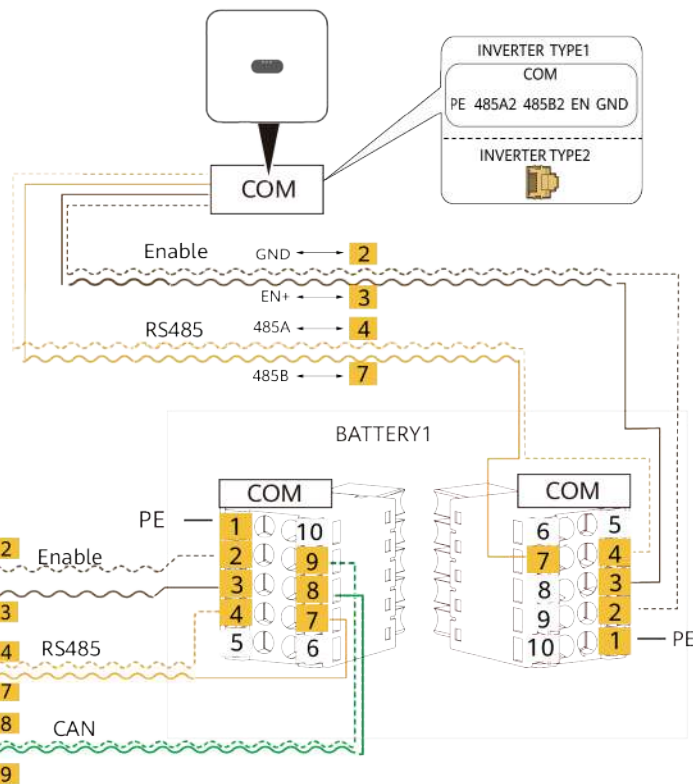 INVERTER TYPE1
COM
PE 485A2 485B2 EN GND
INVERTER TYPE2
COM
Enable
GND
2
EN+
3
RS485
485A
4
485B
7
BATTERY1
COM
COM
PE
1
10
2
9
3
8
4
7
5
6
6
5
7
4
8
3
9
2
10
1
PE
2
Enable
3
4
RS485
7
8
CAN
9